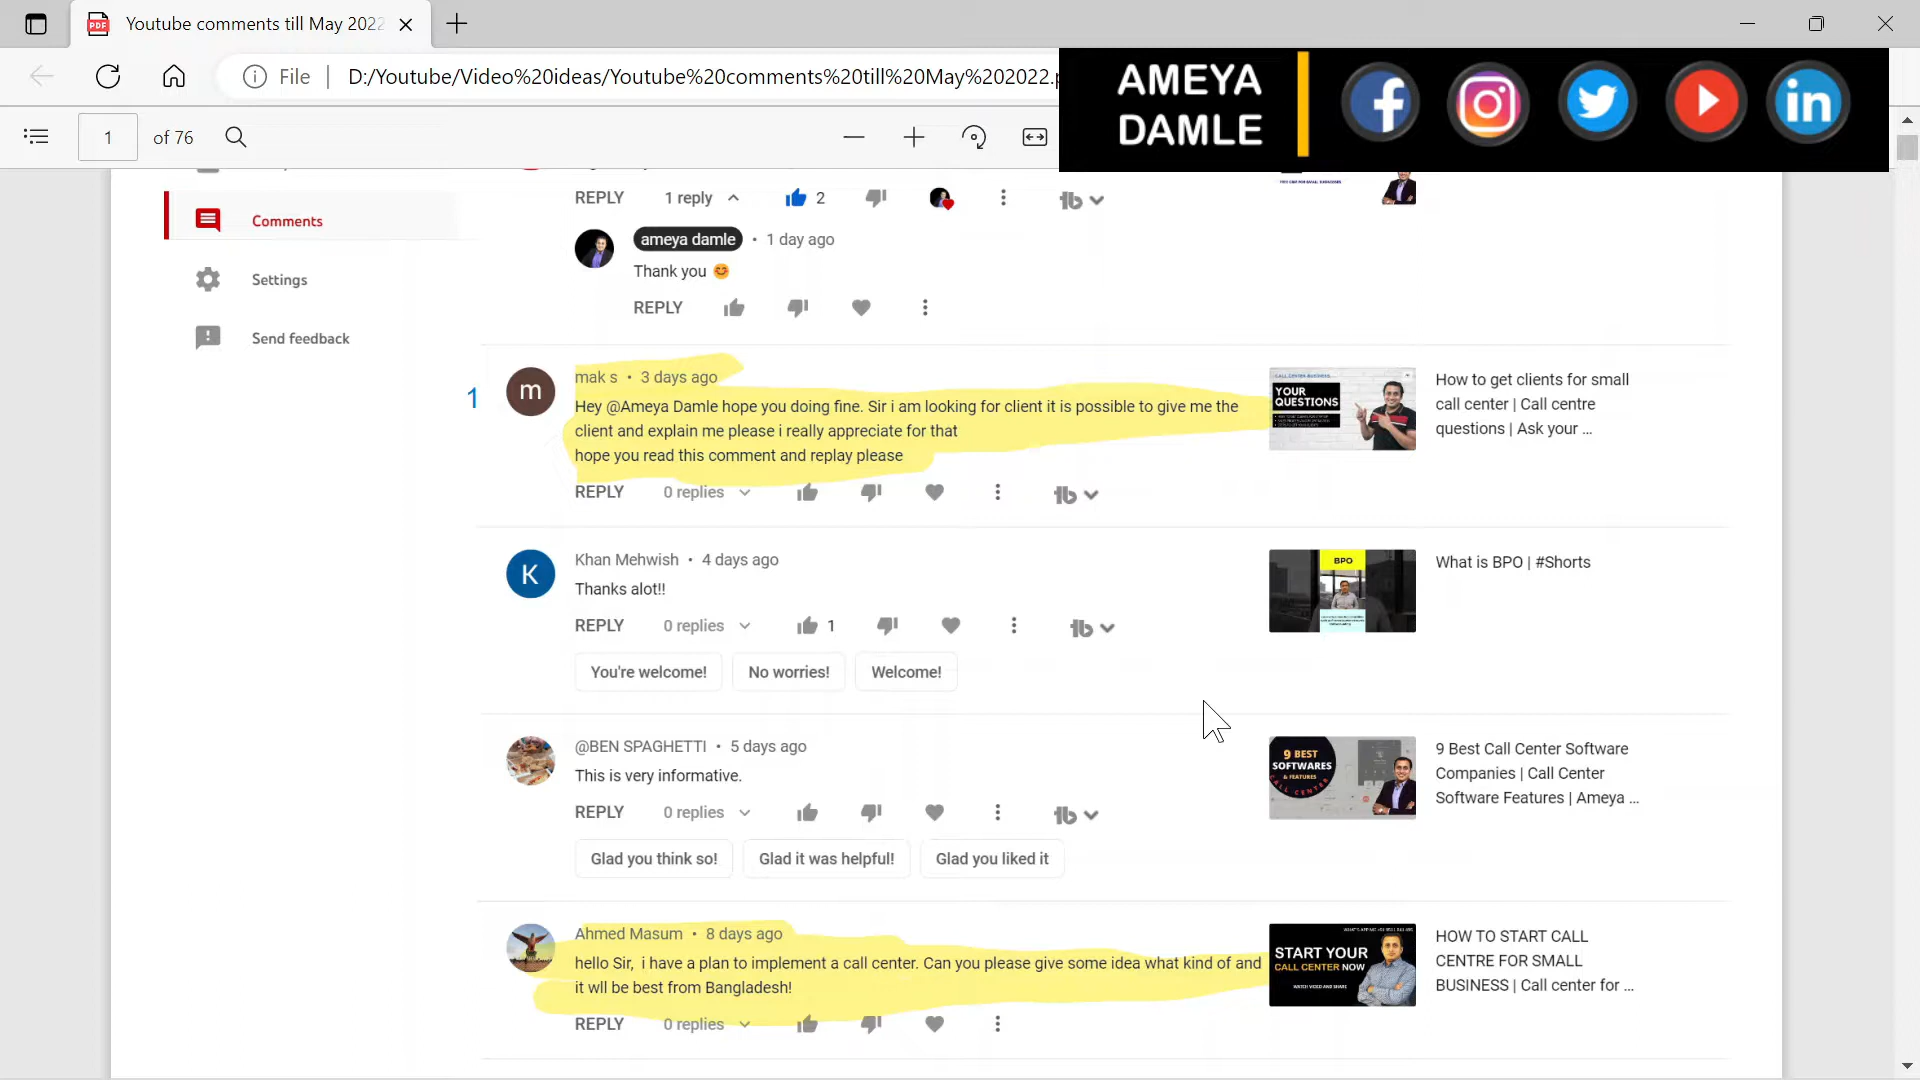 Youtube comments till May 2022
File
D:/Youtube/Video%20ideas/Youtube%20comments%20till%20May%202022.
AMEYA
DAMLE
1
of 76
REPLY 1 reply 2
Comments
ameya damle • 1 day ago
Thank you 😊
REPLY
Settings
Send feedback
1
m
mak s • 3 days ago
Hey @Ameya Damle hope you doing fine. Sir i am looking for client it is possible to give me the
client and explain me please i really appreciate for that
hope you read this comment and replay please
REPLY 0 replies
YOUR
QUESTIONS
How to get clients for small
call center | Call centre
questions | Ask your ...
K
Khan Mehwish • 4 days ago
Thanks alot!!
REPLY 0 replies 1
You're welcome! No worries! Welcome!
BPO
What is BPO | #Shorts
@BEN SPAGHETTI • 5 days ago
This is very informative.
REPLY 0 replies
Glad you think so! Glad it was helpful! Glad you liked it
9 BEST
SOFTWARES
& FEATURES
CALL CENTER
9 Best Call Center Software
Companies | Call Center
Software Features | Ameya ...
Ahmed Masum • 8 days ago
hello Sir, i have a plan to implement a call center. Can you please give some idea what kind of and
it wll be best from Bangladesh!
REPLY 0 replies
START YOUR
CALL CENTER NOW
WATCH VIDEO AND SHARE
HOW TO START CALL
CENTRE FOR SMALL
BUSINESS | Call center for ...